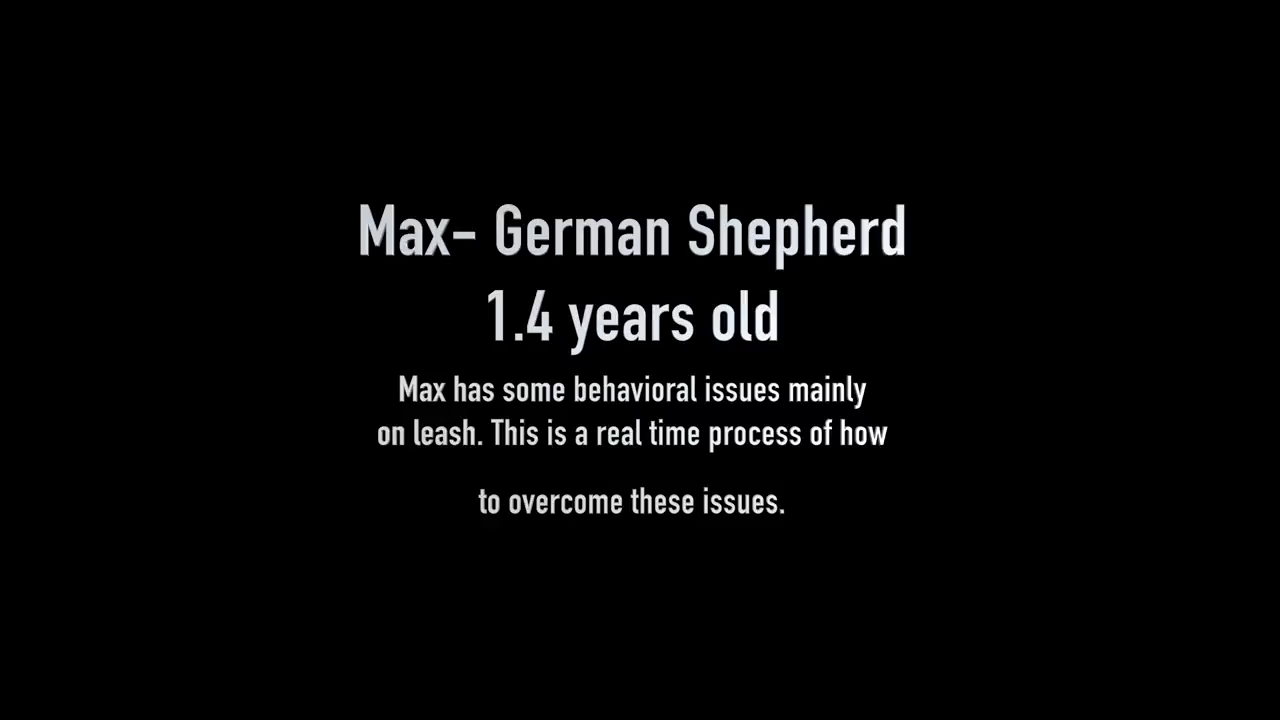 Max- German Shepherd
1.4 years old
Max has some behavioral issues mainly
on leash. This is a real time process of how
to overcome these issues.